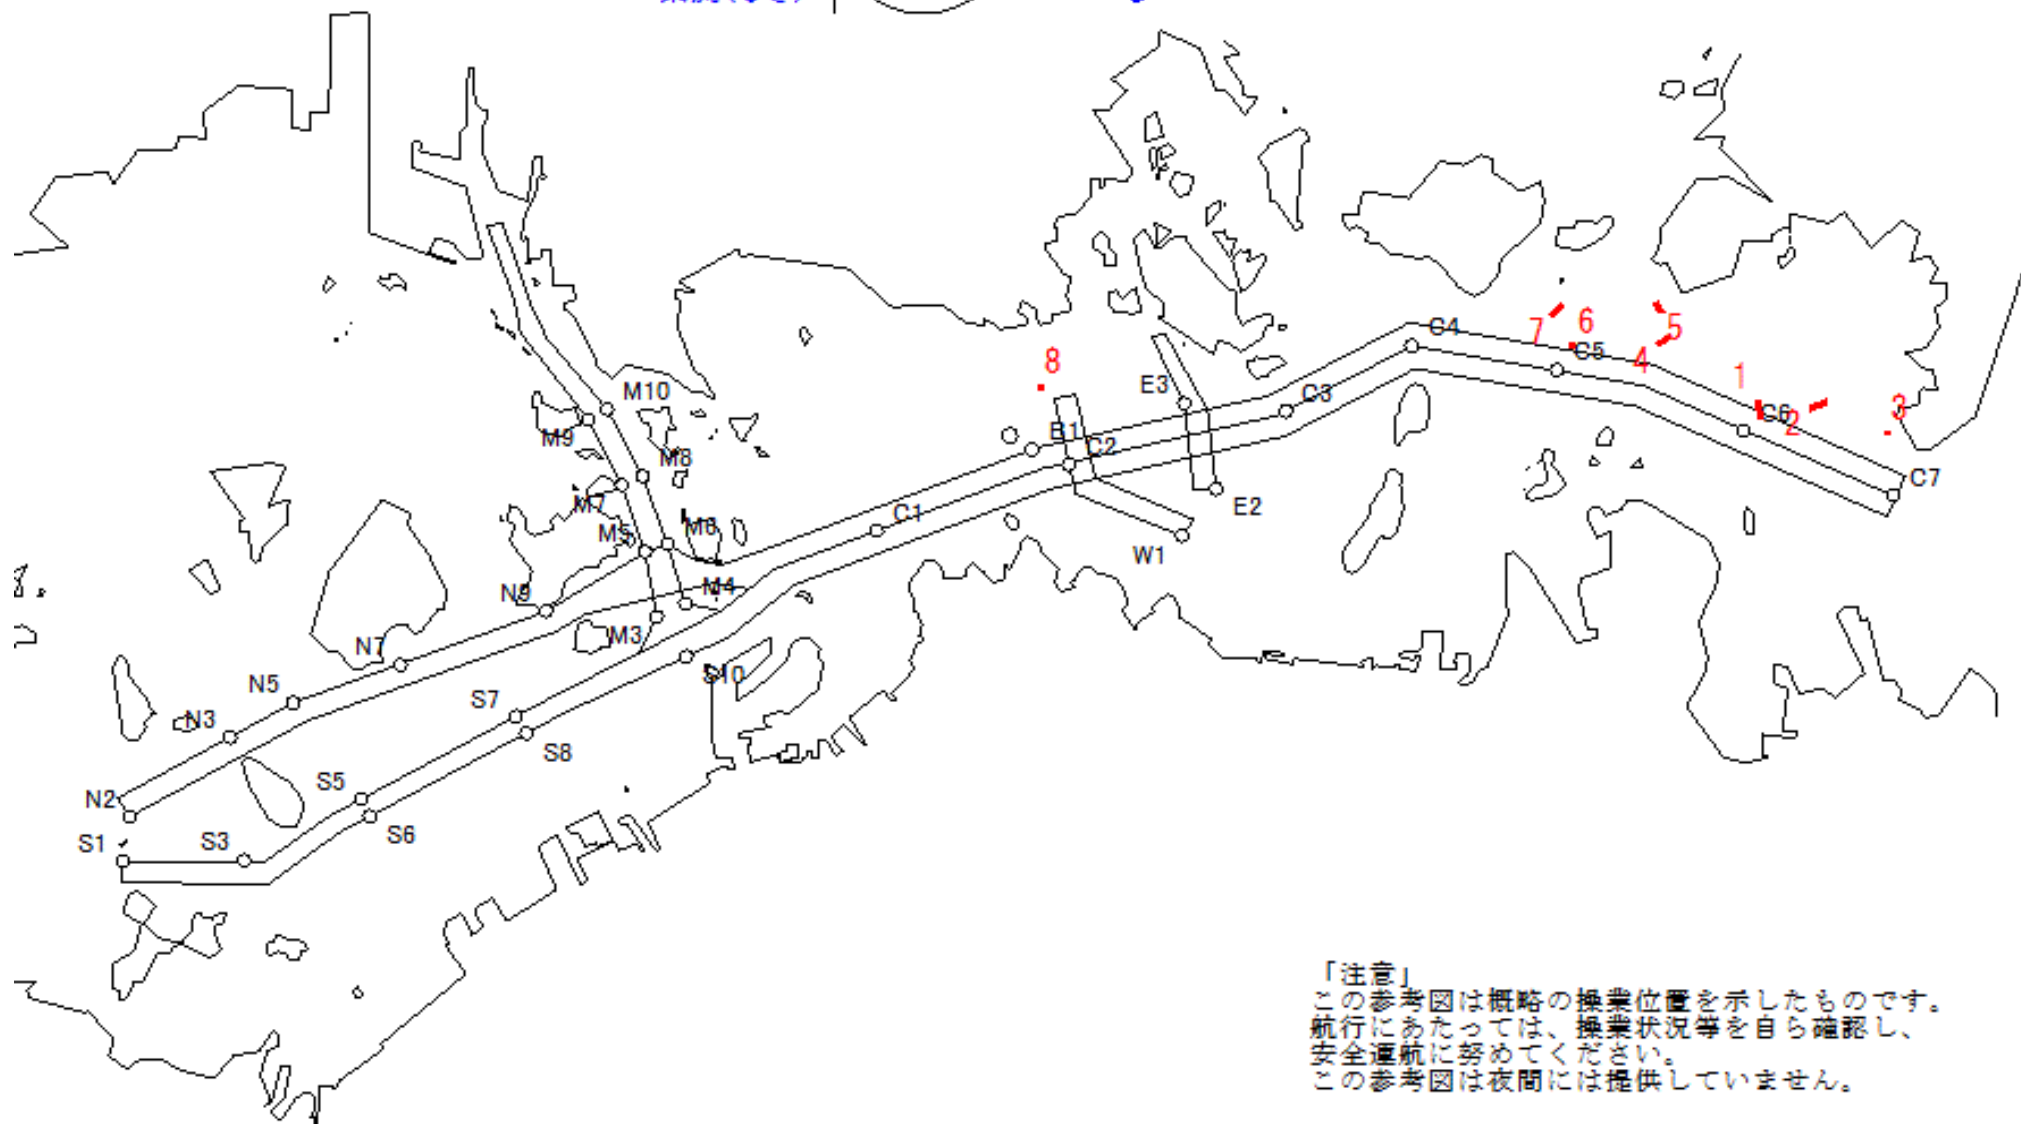 C4
7
6
5
C5
4
8
1
E3
M10
C3
C6
2
3
M9
B1
C2
M8
C7
M7
E2
C1
M5
M6
W1
N9
M4
M3
N7
S10
N5
N3
S7
S8
S5
N2
S6
S1
S3
「注意」
この参考図は概略の操業位置を示したものです。
航行にあたっては、操業状況等を自ら確認し、
安全運航に努めてください。
この参考図は夜間には提供していません。